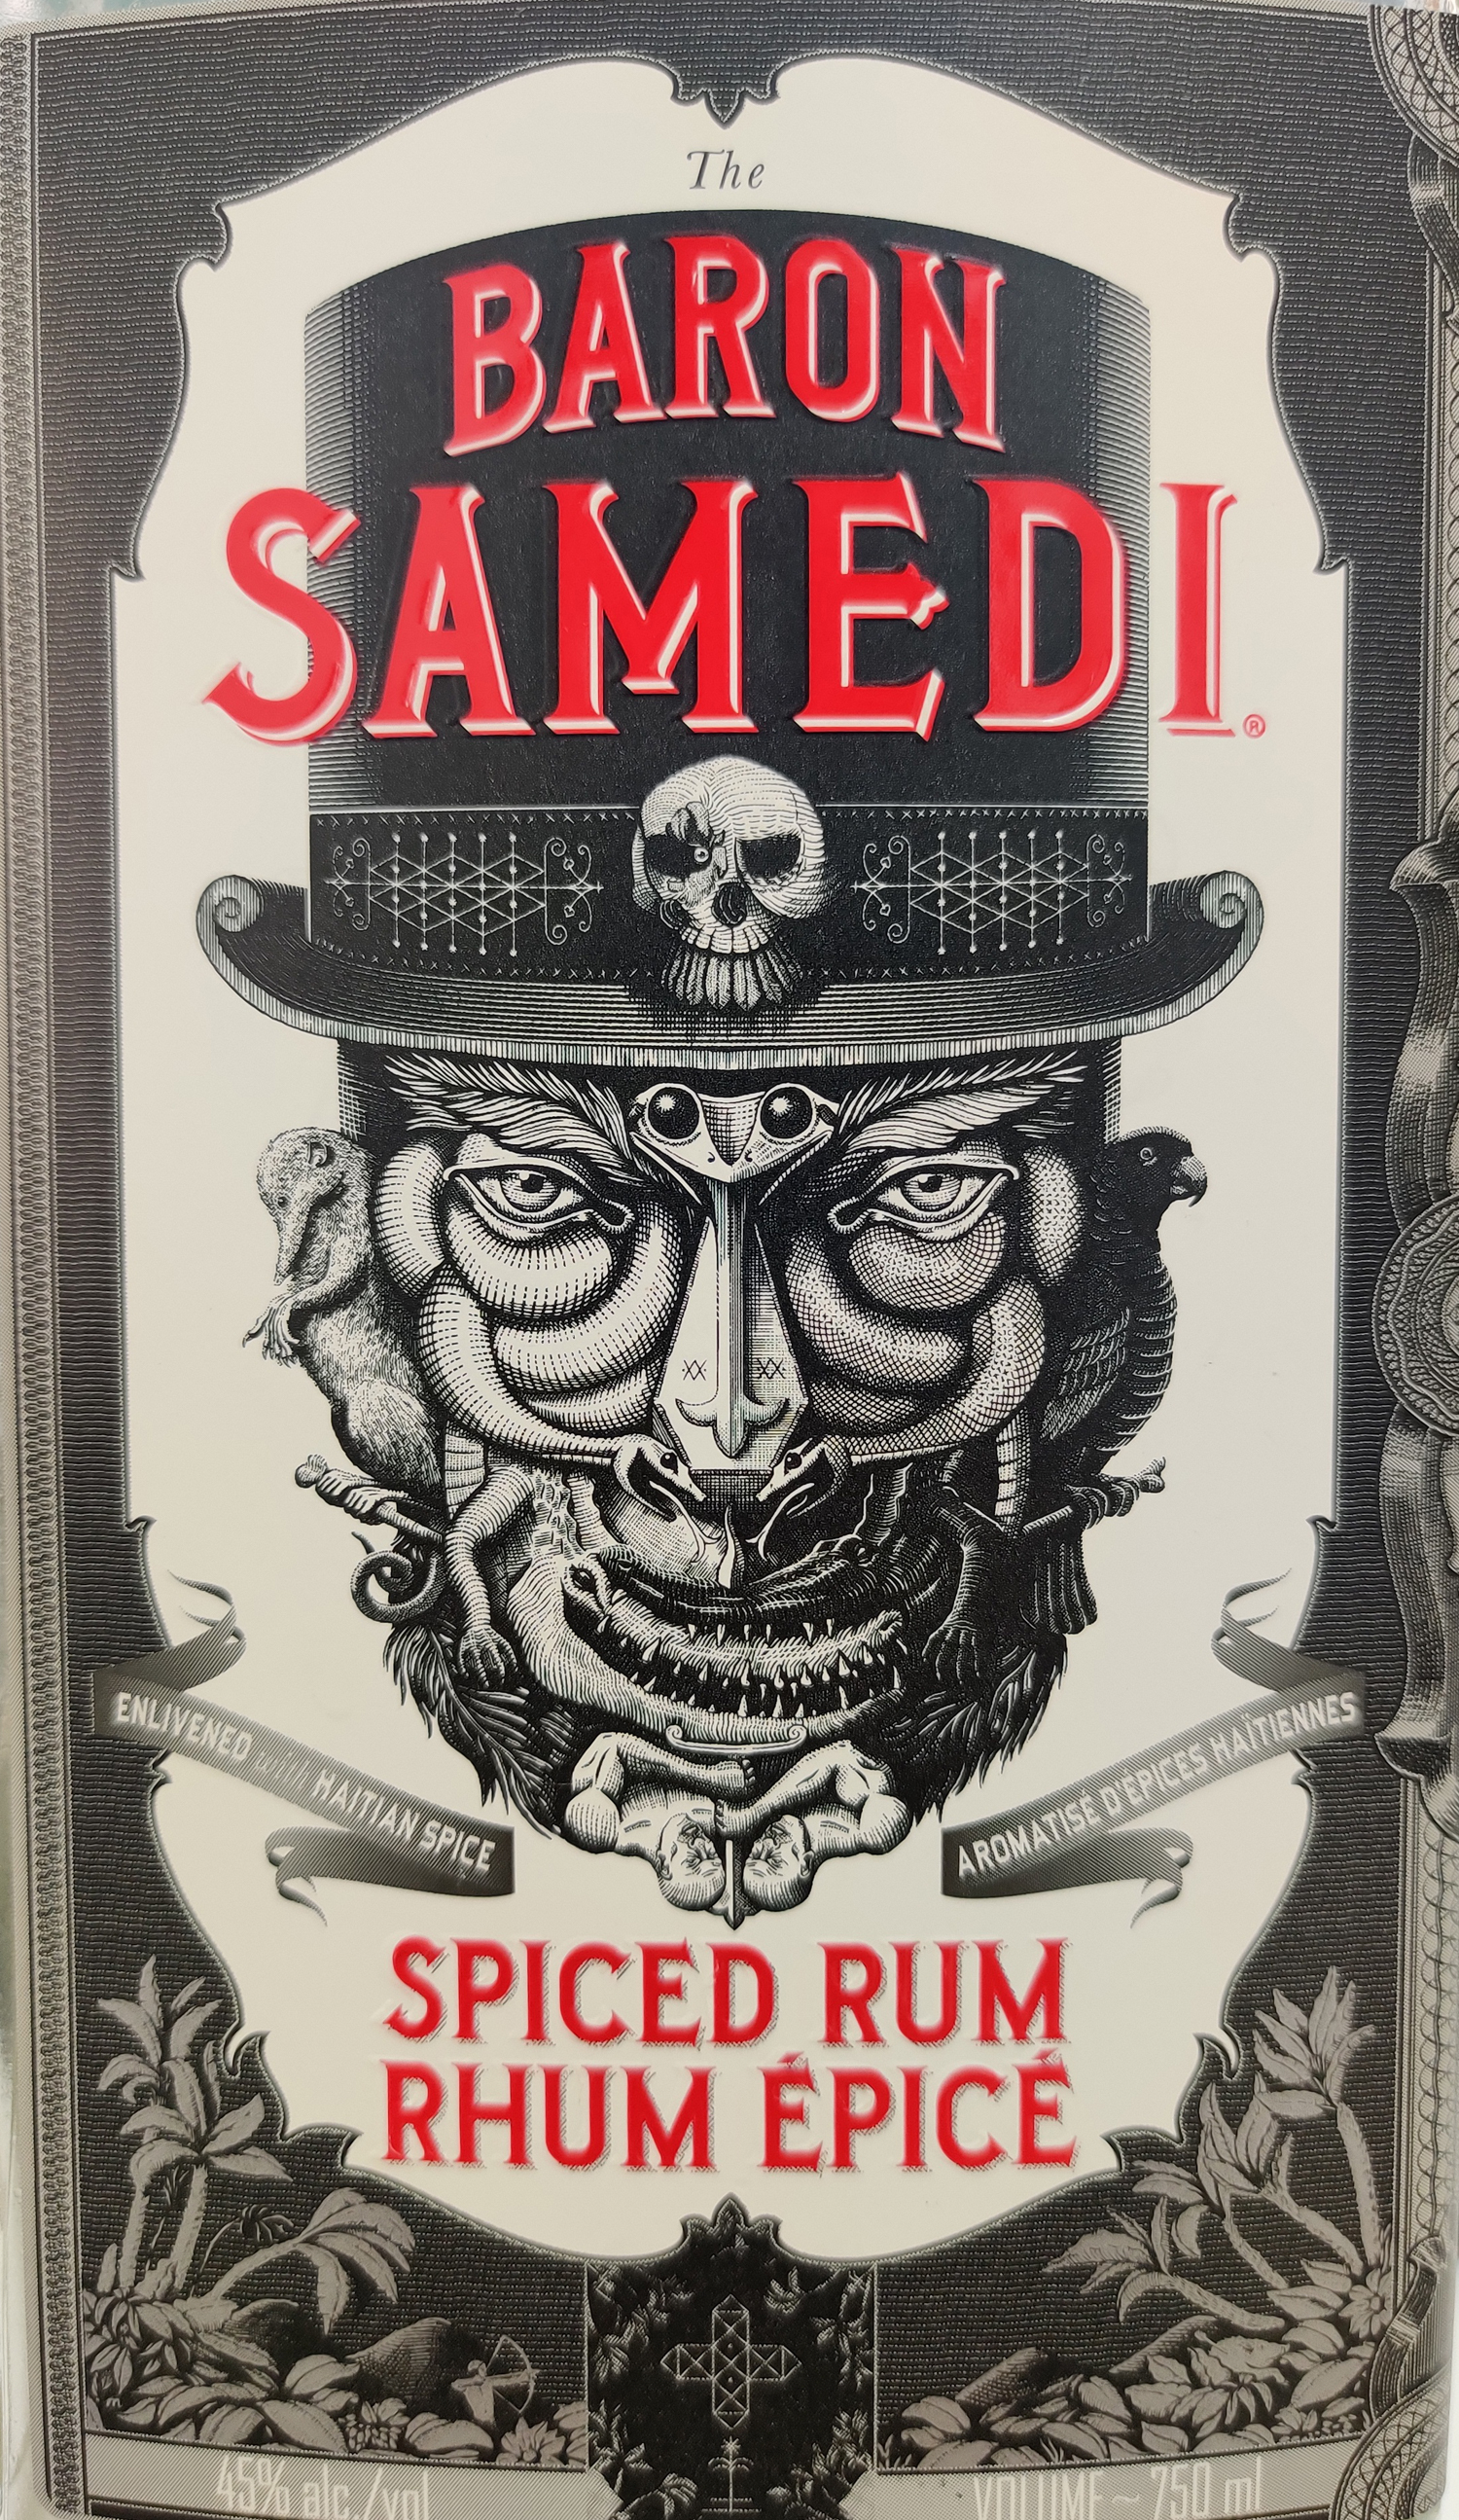 The
BARON
SAMEDI®
ENLIVENED with HAITIAN SPICE
AROMATISÉ D'ÉPICES HAÏTIENNES
SPICED RUM
RHUM ÉPICÉ
45% alc./vol
VOLUME ~ 750 ml